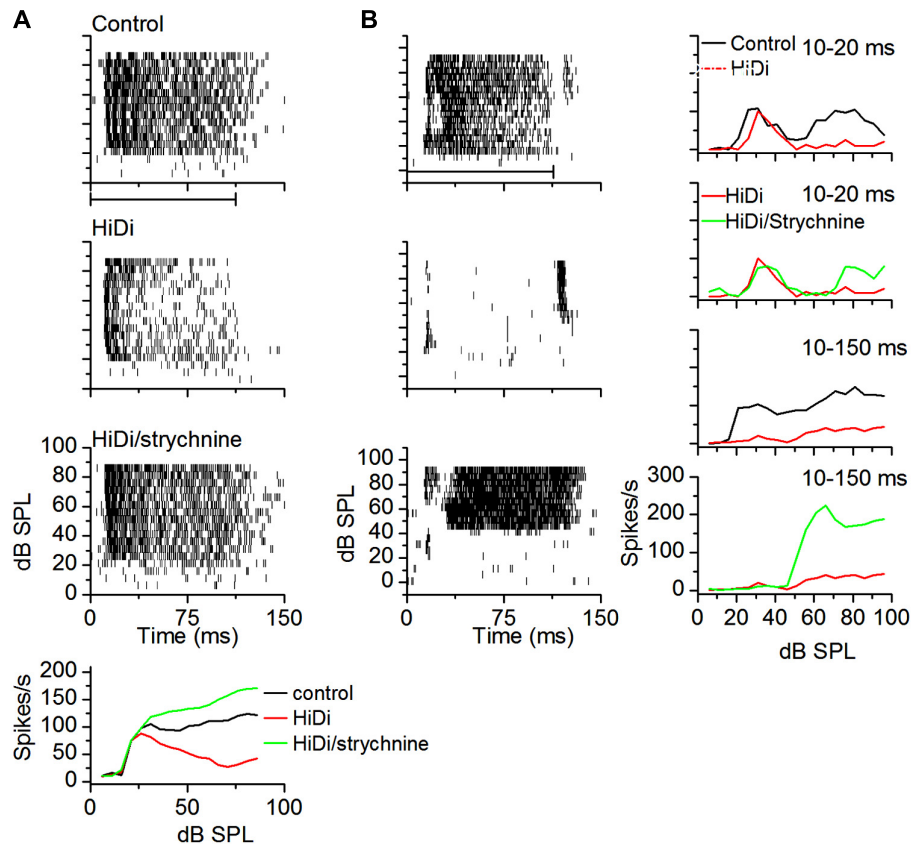 A
B
Control
HiDi
HiDi/strychnine
100
80
60
40
20
0
dB SPL
0
75
150
Time (ms)
200
150
100
50
0
Spikes/s
0
50
100
dB SPL
control
HiDi
HiDi/strychnine
100
80
60
40
20
0
dB SPL
0
75
150
Time (ms)
Control
HiDi
10-20 ms
HiDi
HiDi/Strychnine
10-20 ms
10-150 ms
10-150 ms
300
200
100
0
Spikes/s
0
20
40
60
80
100
dB SPL